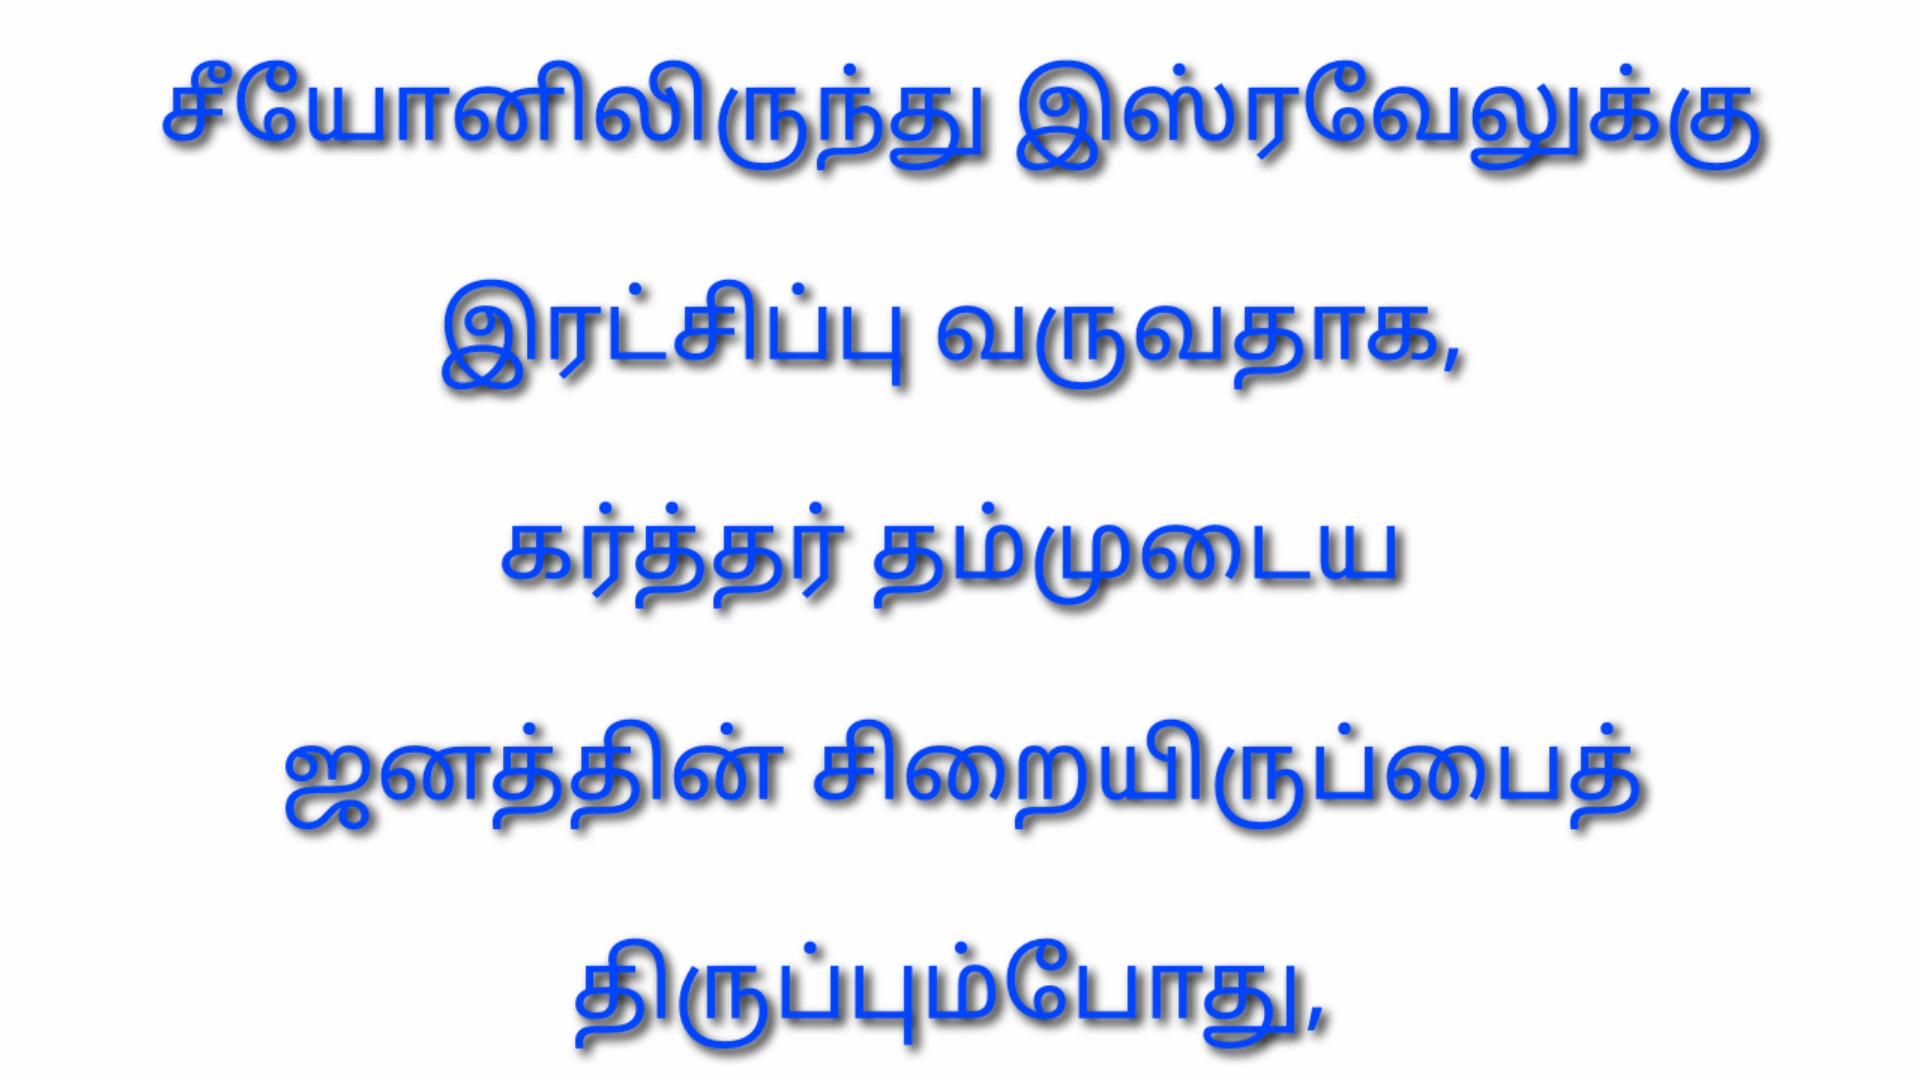 சீயோனிலிருந்து இஸ்ரவேலுக்கு
இரட்சிப்பு வருவதாக,
கர்த்தர் தம்முடைய
ஜனத்தின் சிறையிருப்பைத்
திருப்பும்போது,